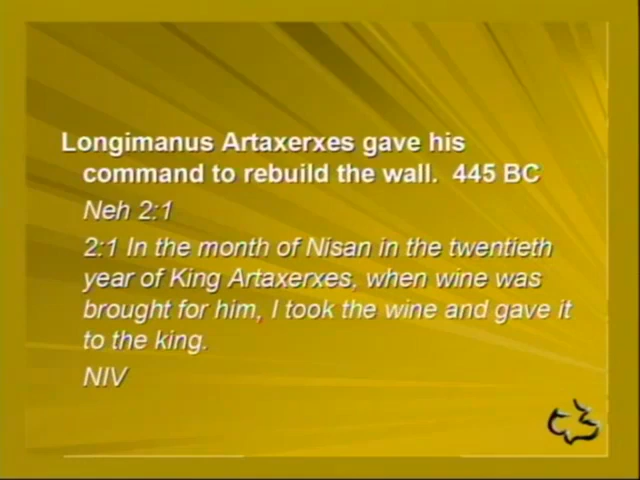 Longimanus Artaxerxes gave his
command to rebuild the wall.  445 BC
Neh 2:1
2:1 In the month of Nisan in the twentieth
year of King Artaxerxes, when wine was
brought for him, I took the wine and gave it
to the king.
NIV